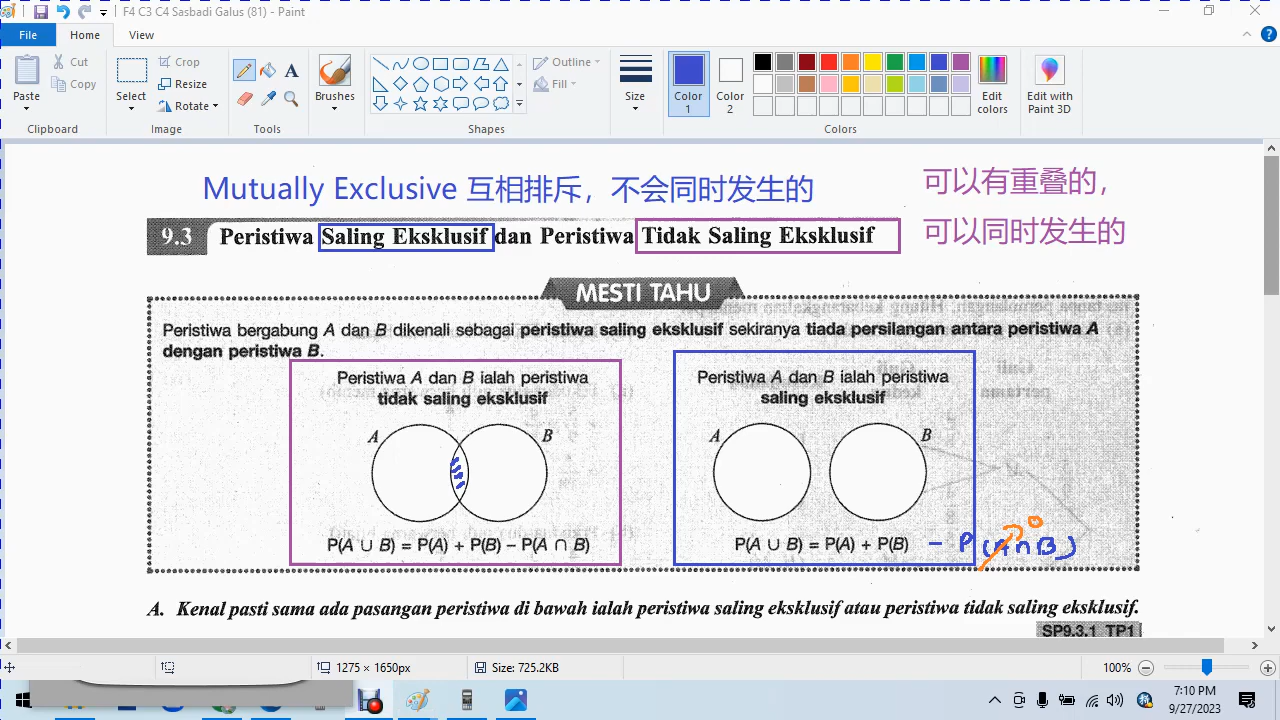 F4 C3 C4 Sasbadi Galus (81) - Paint
File Home View
Paste
Cut
Copy
Clipboard
Select
Crop
Resize
Rotate
Image
A
Tools
Brushes
Shapes
Outline
Fill
Size
Color 1
Color 2
Colors
Edit colors
Edit with Paint 3D
Mutually Exclusive 互相排斥，不会同时发生的
可以有重叠的，
可以同时发生的
9.3 Peristiwa Saling Eksklusif dan Peristiwa Tidak Saling Eksklusif
MESTI TAHU
Peristiwa bergabung A dan B dikenali sebagai peristiwa saling eksklusif sekiranya tiada persilangan antara peristiwa A
dengan peristiwa B.
Peristiwa A dan B ialah peristiwa
tidak saling eksklusif
A B
P(A ∪ B) = P(A) + P(B) − P(A ∩ B)
Peristiwa A dan B ialah peristiwa
saling eksklusif
A B
P(A ∪ B) = P(A) + P(B) − P(A ∩ B) 0
A. Kenal pasti sama ada pasangan peristiwa di bawah ialah peristiwa saling eksklusif atau peristiwa tidak saling eksklusif.
SP9.3.1 TP1
1275 × 1650px
Size: 725.2KB
100%
7:10 PM
9/27/2023